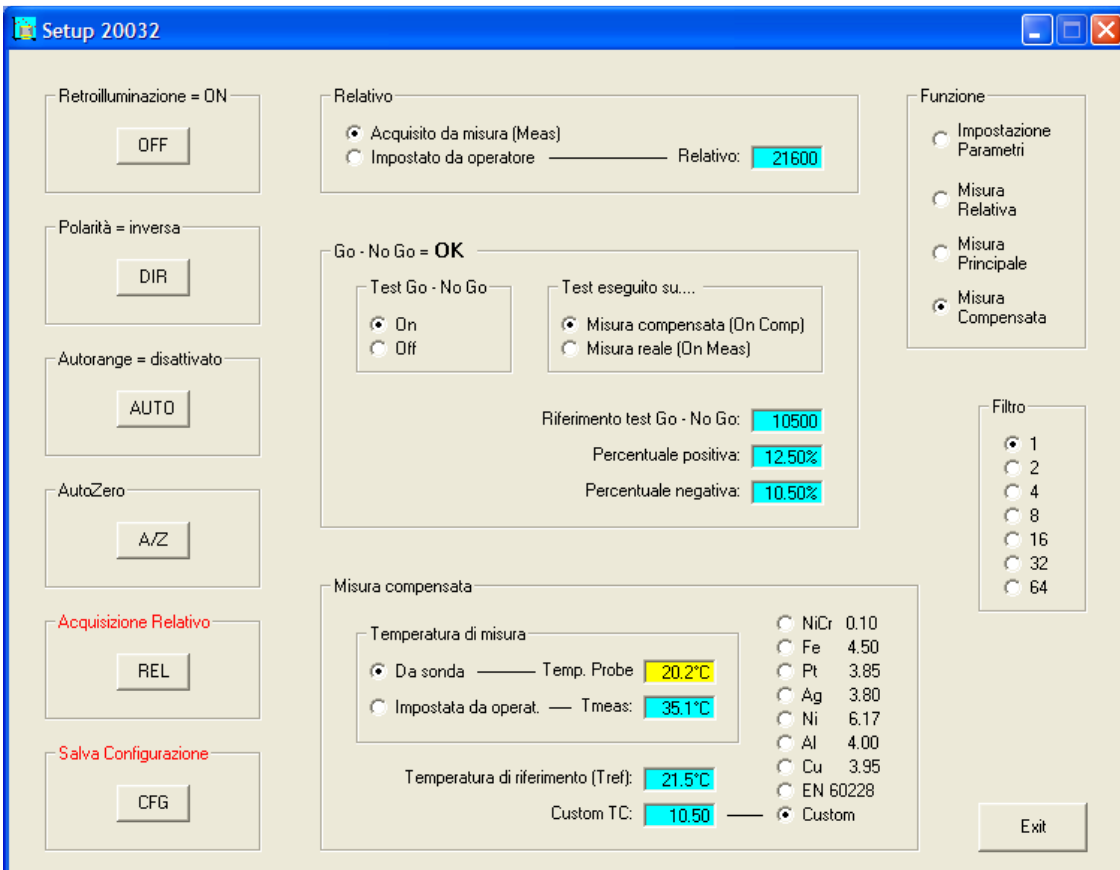 Setup 20032
Retroilluminazione = ON
OFF
Polarità = inversa
DIR
Autorange = disattivato
AUTO
AutoZero
A/Z
Acquisizione Relativo
REL
Salva Configurazione
CFG
Relativo
Acquisito da misura (Meas)
Impostato da operatore Relativo: 21600
Go - No Go = OK
Test Go - No Go
On
Off
Test eseguito su....
Misura compensata (On Comp)
Misura reale (On Meas)
Riferimento test Go - No Go: 10500
Percentuale positiva: 12.50%
Percentuale negativa: 10.50%
Misura compensata
Temperatura di misura
Da sonda Temp. Probe 20.2°C
Impostata da operat. Tmeas: 35.1°C
Temperatura di riferimento (Tref): 21.5°C
Custom TC: 10.50
NiCr 0.10
Fe 4.50
Pt 3.85
Ag 3.80
Ni 6.17
Al 4.00
Cu 3.95
EN 60228
Custom
Funzione
Impostazione
Parametri
Misura
Relativa
Misura
Principale
Misura
Compensata
Filtro
1
2
4
8
16
32
64
Exit